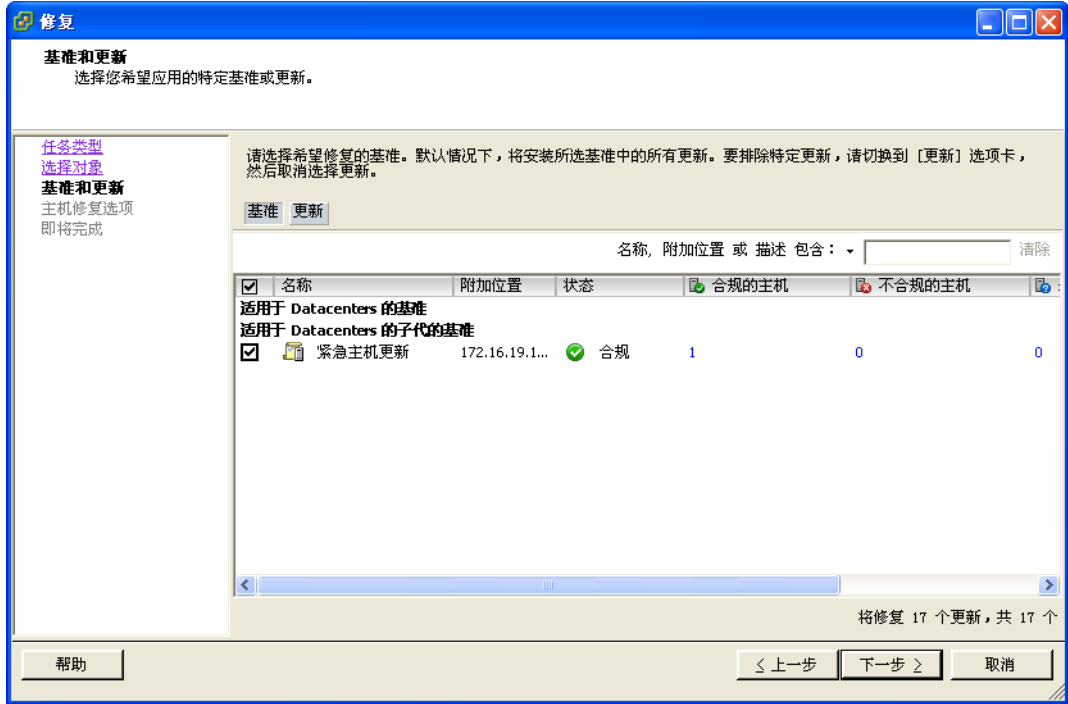 修复
基准和更新
选择您希望应用的特定基准或更新。
任务类型
选择对象
基准和更新
主机修复选项
即将完成
请选择希望修复的基准。默认情况下，将安装所选基准中的所有更新。要排除特定更新，请切换到 [更新] 选项卡，
然后取消选择更新。
基准 更新
名称, 附加位置 或 描述 包含： 清除
名称 附加位置 状态 合规的主机 不合规的主机
适用于 Datacenters 的基准
适用于 Datacenters 的子代的基准
紧急主机更新 172.16.19.1... 合规 1 0 0
将修复 17 个更新，共 17 个
帮助 < 上一步 下一步 > 取消